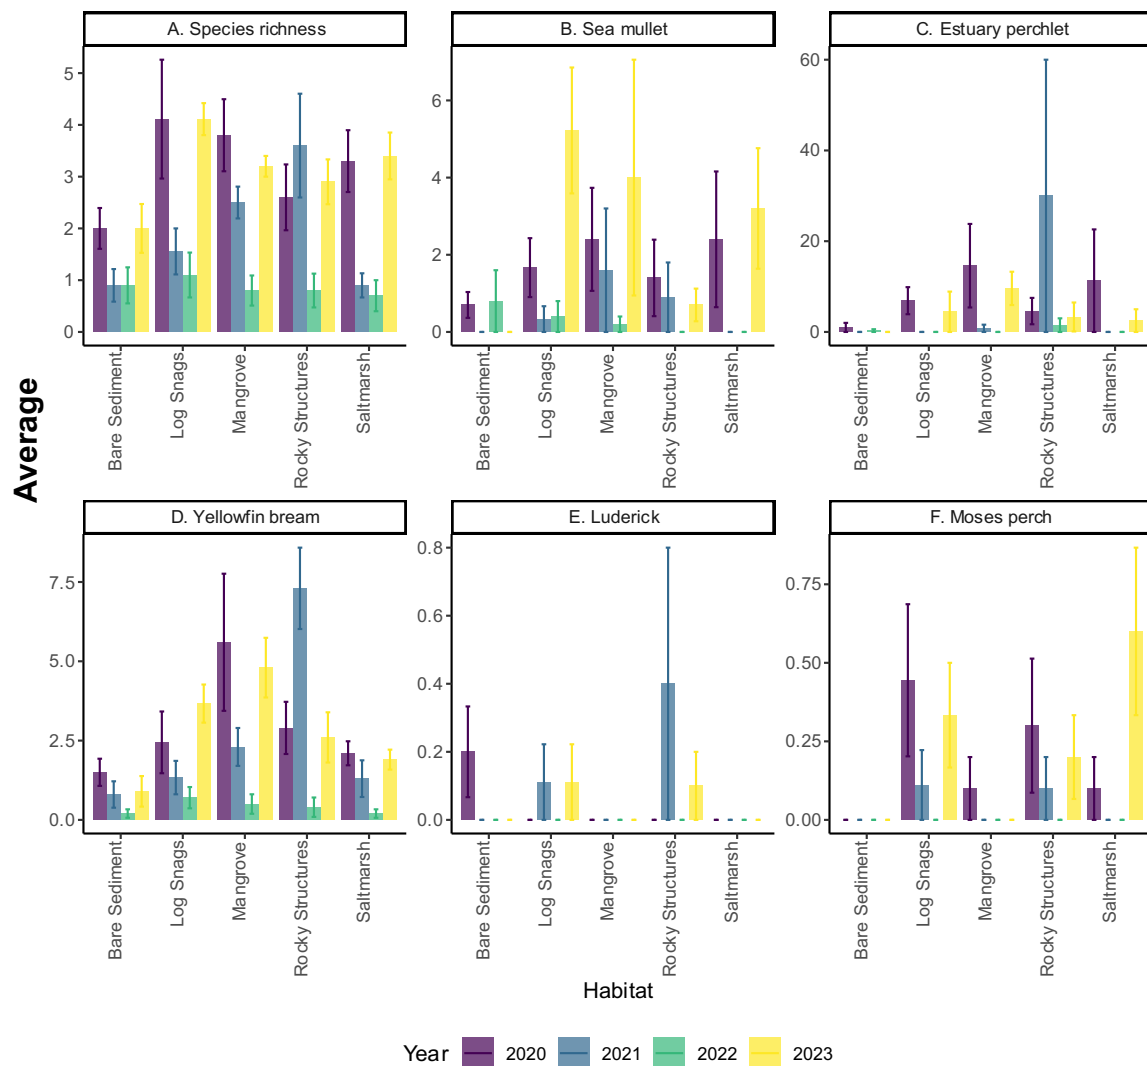 A. Species richness
B. Sea mullet
C. Estuary perchlet
5
4
3
2
1
0
6
4
2
0
60
40
20
0
Bare Sediment
Log Snags
Mangrove
Rocky Structures
Saltmarsh
Bare Sediment
Log Snags
Mangrove
Rocky Structures
Saltmarsh
Bare Sediment
Log Snags
Mangrove
Rocky Structures
Saltmarsh
Average
D. Yellowfin bream
E. Luderick
F. Moses perch
7.5
5.0
2.5
0.0
0.8
0.6
0.4
0.2
0.0
0.75
0.50
0.25
0.00
Bare Sediment
Log Snags
Mangrove
Rocky Structures
Saltmarsh
Bare Sediment
Log Snags
Mangrove
Rocky Structures
Saltmarsh
Bare Sediment
Log Snags
Mangrove
Rocky Structures
Saltmarsh
Habitat
Year 2020 2021 2022 2023